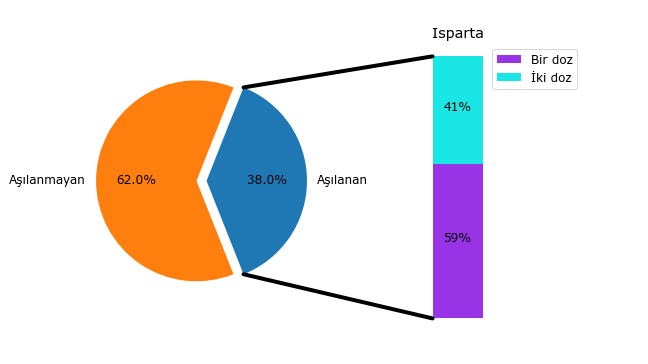 Isparta
Bir doz
İki doz
41%
Aşılanmayan
62.0%
38.0%
Aşılanan
59%